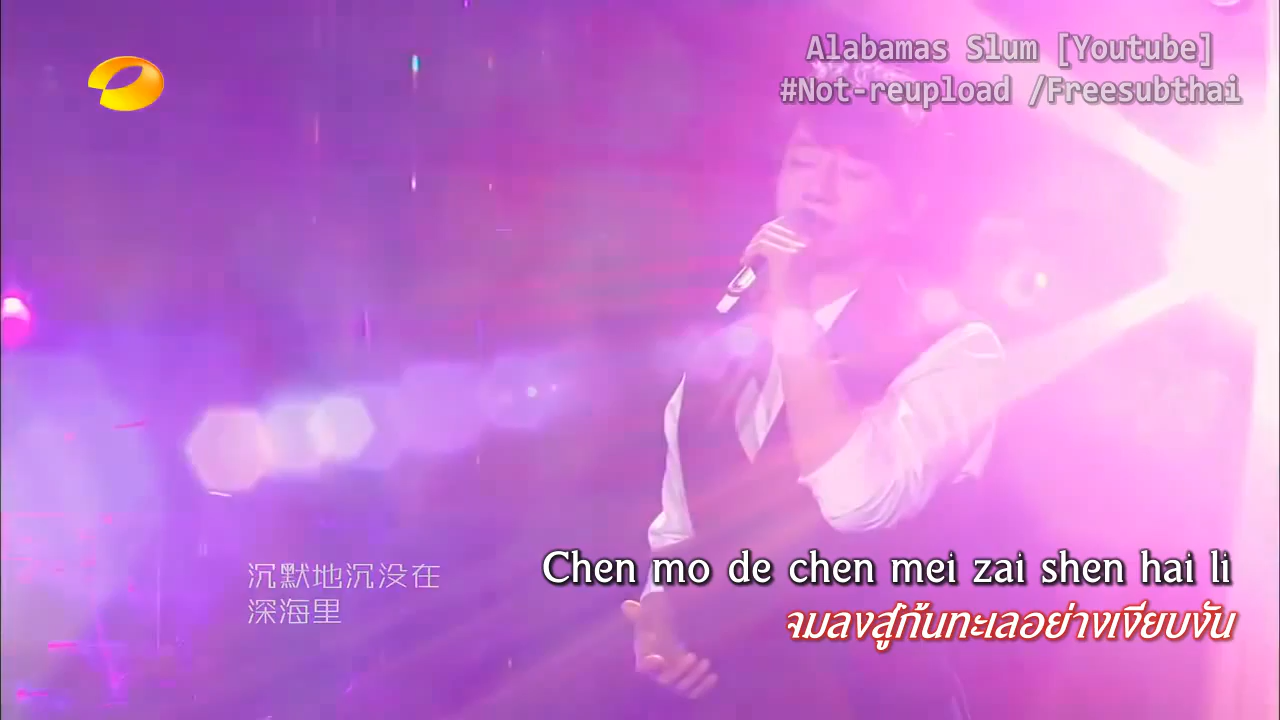 Alabamas Slum [Youtube]
#Not-reupload /Freesubthai
沉默地沉没在
深海里
Chen mo de chen mei zai shen hai li
จมลงสู่ก้นทะเลอย่างเงียบงัน